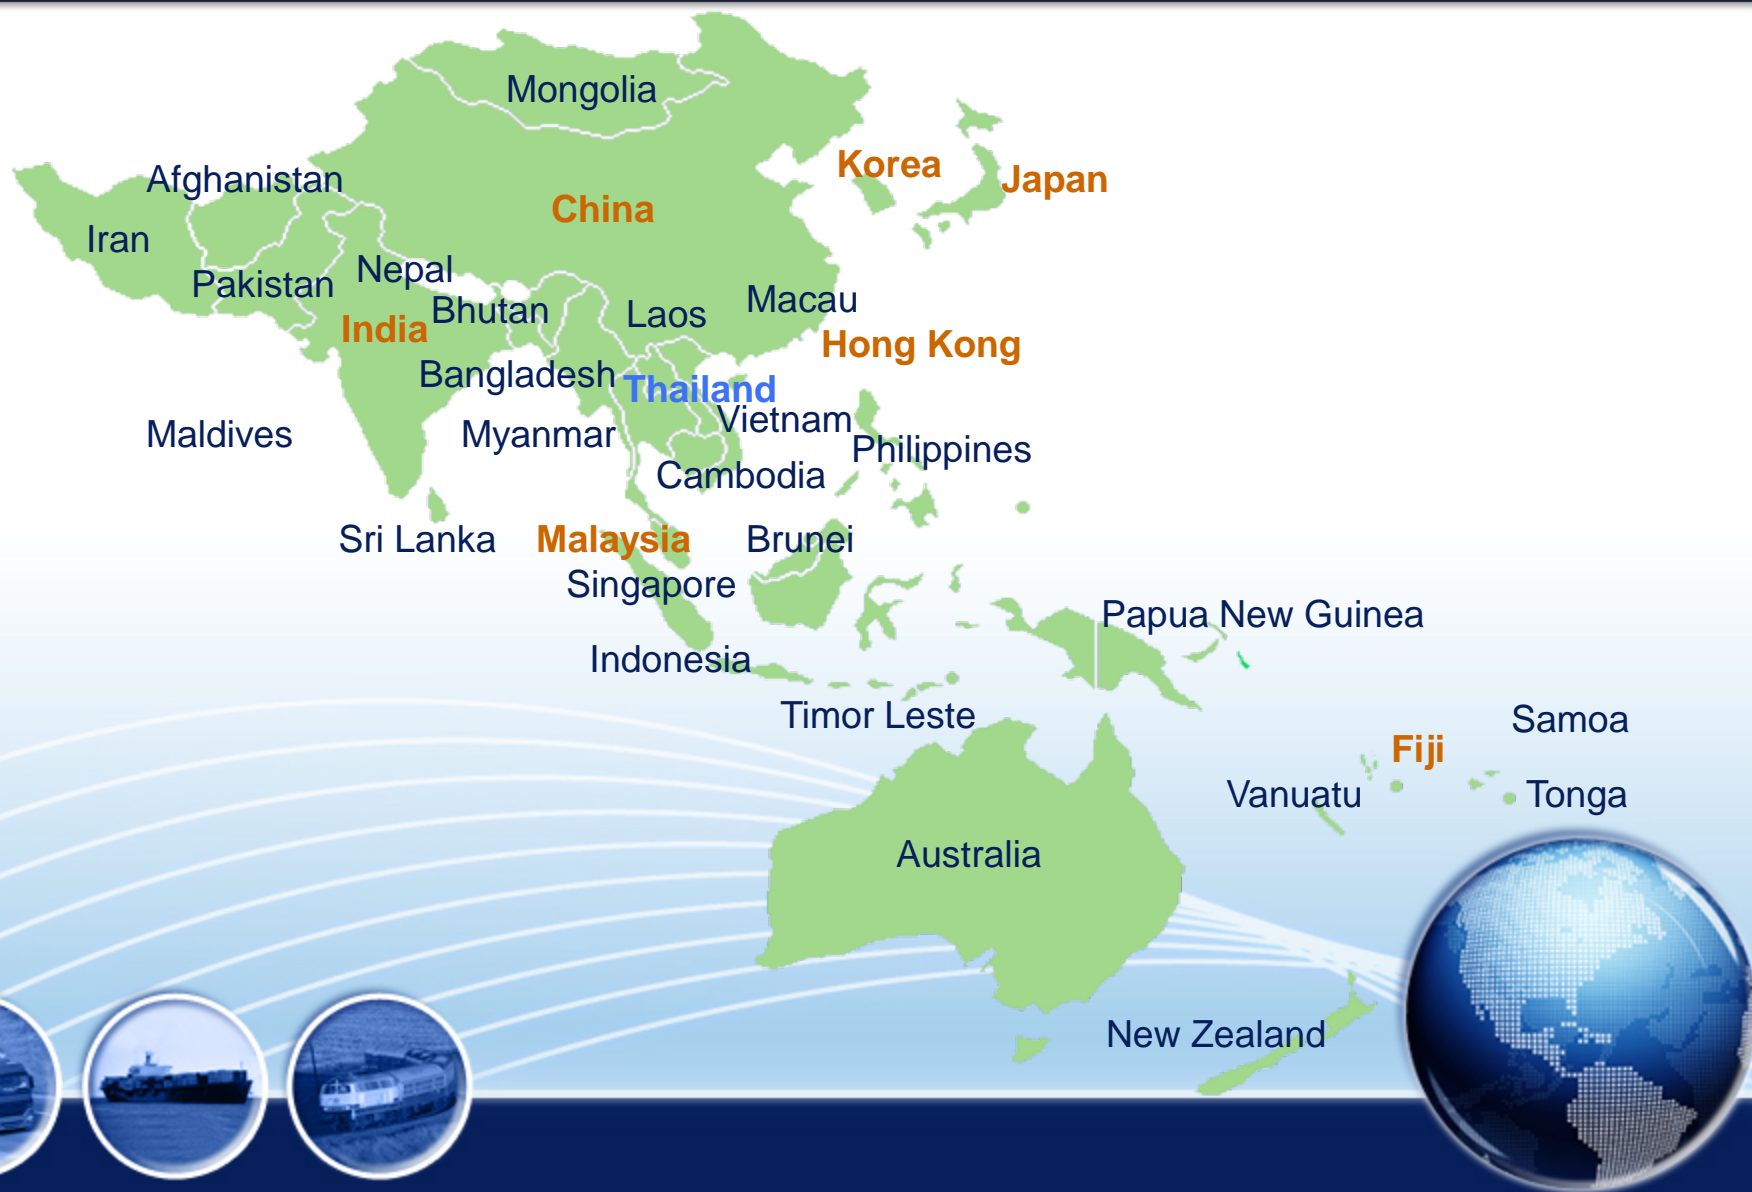 Mongolia
Korea
Afghanistan
Japan
China
Iran
Nepal
Pakistan
Macau
Bhutan
Laos
India
Hong Kong
Bangladesh
Thailand
Vietnam
Maldives
Myanmar
Philippines
Cambodia
Sri Lanka
Malaysia
Brunei
Singapore
Papua New Guinea
Indonesia
Timor Leste
Samoa
Fiji
Vanuatu
Tonga
Australia
New Zealand